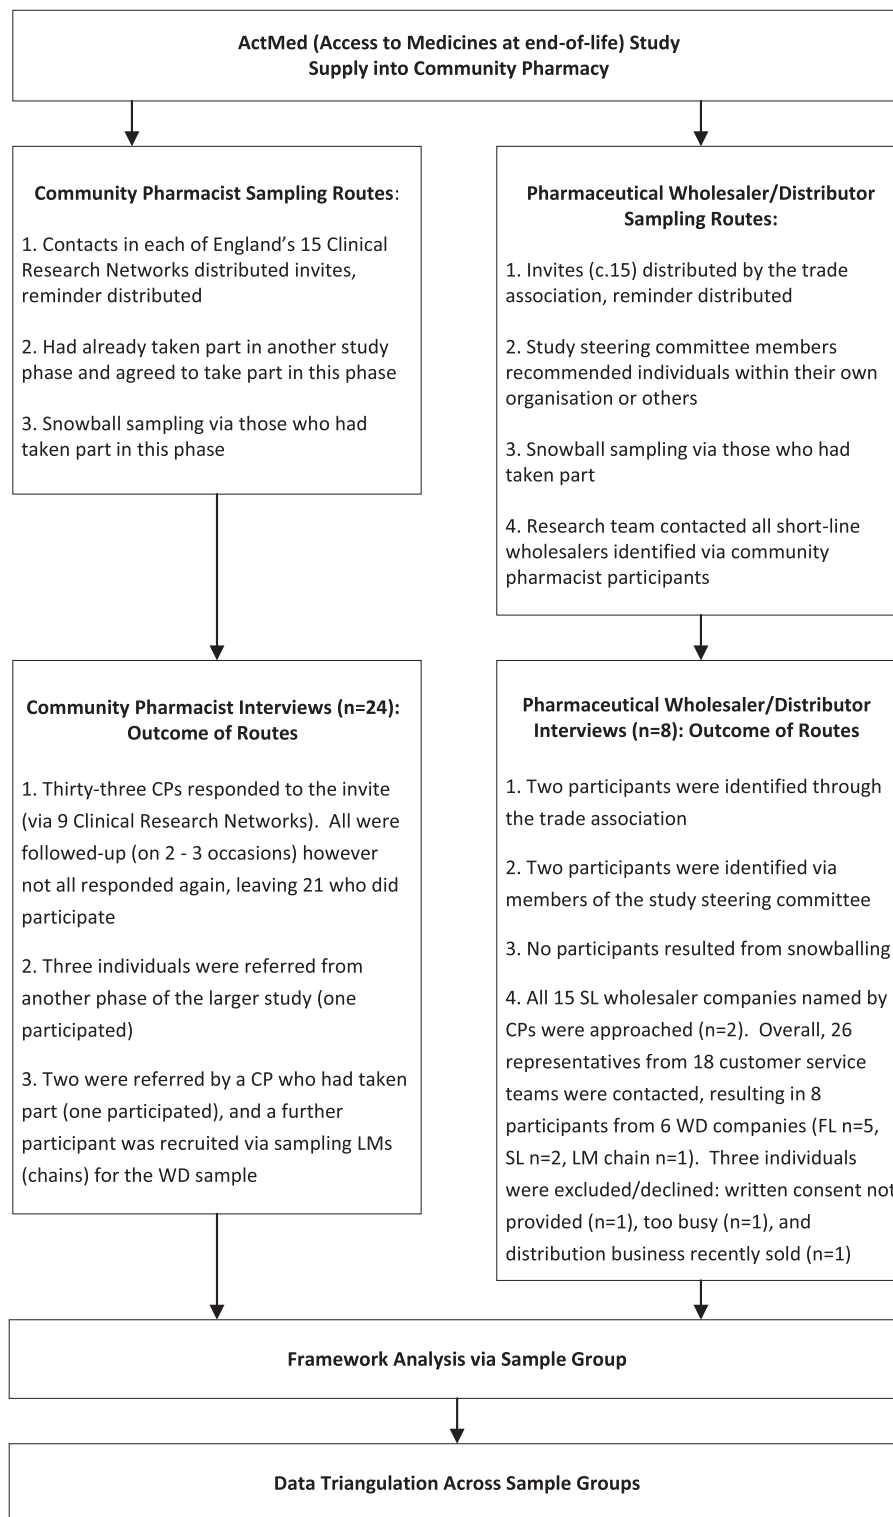 ActMed (Access to Medicines at end-of-life) Study
Supply into Community Pharmacy
Community Pharmacist Sampling Routes:
1. Contacts in each of England’s 15 Clinical
Research Networks distributed invites,
reminder distributed
2. Had already taken part in another study
phase and agreed to take part in this phase
3. Snowball sampling via those who had
taken part in this phase
Pharmaceutical Wholesaler/Distributor
Sampling Routes:
1. Invites (c.15) distributed by the trade
association, reminder distributed
2. Study steering committee members
recommended individuals within their own
organisation or others
3. Snowball sampling via those who had
taken part
4. Research team contacted all short-line
wholesalers identified via community
pharmacist participants
Community Pharmacist Interviews (n=24):
Outcome of Routes
1. Thirty-three CPs responded to the invite
(via 9 Clinical Research Networks).  All were
followed-up (on 2 - 3 occasions) however
not all responded again, leaving 21 who did
participate
2. Three individuals were referred from
another phase of the larger study (one
participated)
3. Two were referred by a CP who had taken
part (one participated), and a further
participant was recruited via sampling LMs
(chains) for the WD sample
Pharmaceutical Wholesaler/Distributor
Interviews (n=8): Outcome of Routes
1. Two participants were identified through
the trade association
2. Two participants were identified via
members of the study steering committee
3. No participants resulted from snowballing
4. All 15 SL wholesaler companies named by
CPs were approached (n=2).  Overall, 26
representatives from 18 customer service
teams were contacted, resulting in 8
participants from 6 WD companies (FL n=5,
SL n=2, LM chain n=1).  Three individuals
were excluded/declined: written consent not
provided (n=1), too busy (n=1), and
distribution business recently sold (n=1)
Framework Analysis via Sample Group
Data Triangulation Across Sample Groups